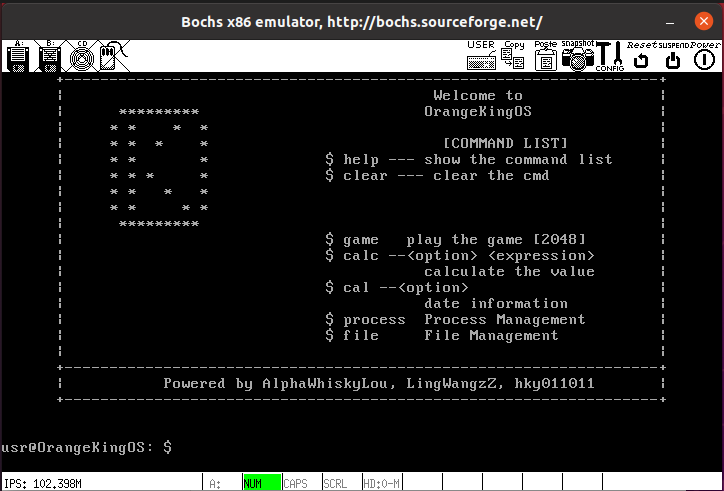 Bochs x86 emulator, http://bochs.sourceforge.net/
A: B: CD USER Copy Paste Snapshot CONFIG Reset SUSPEND Power
Welcome to
OrangeKingOS
[COMMAND LIST]
$ help --- show the command list
$ clear --- clear the cmd
$ game play the game [2048]
$ calc --<option> <expression>
calculate the value
$ cal --<option>
date information
$ process Process Management
$ file File Management
Powered by AlphaWhiskyLou, LingWangzZ, hky011011
usr@OrangeKingOS: $
IPS: 102.398M A: NUM CAPS SCRL HD:0-M